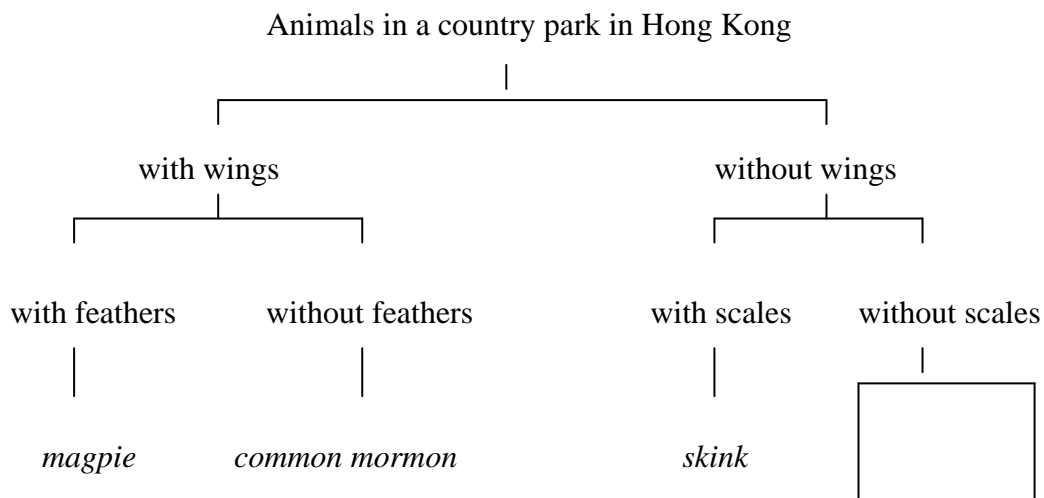 Animals in a country park in Hong Kong
with wings without wings
with feathers without feathers with scales without scales
magpie common mormon skink